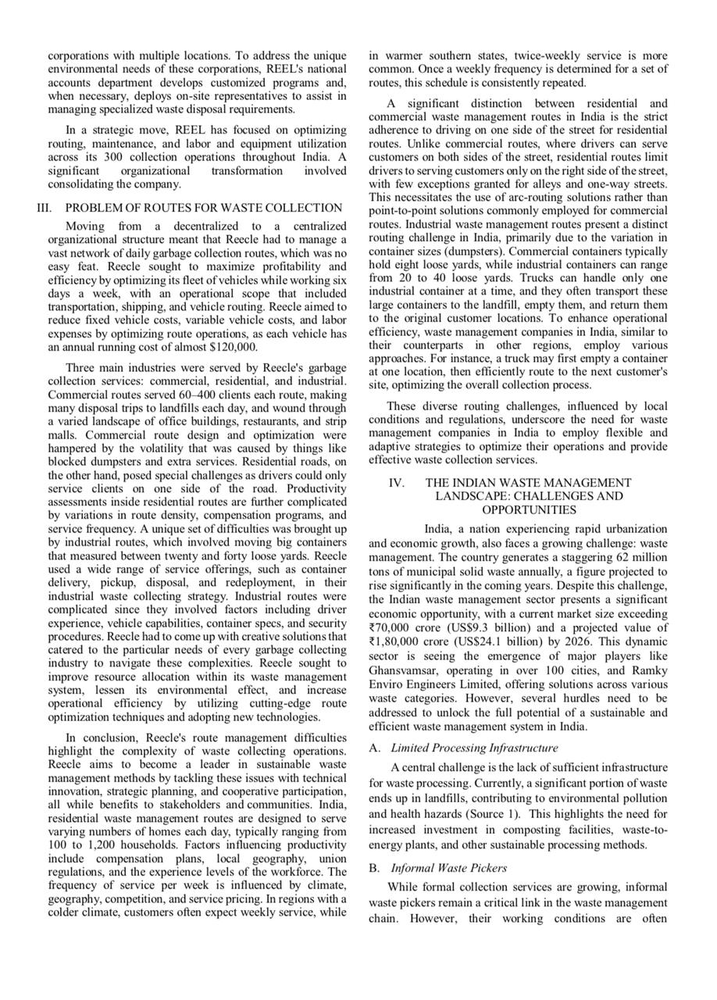 corporations with multiple locations. To address the unique
environmental needs of these corporations, REEL's national
accounts department develops customized programs and,
when necessary, deploys on-site representatives to assist in
managing specialized waste disposal requirements.
In a strategic move, REEL has focused on optimizing
routing, maintenance, and labor and equipment utilization
across its 300 collection operations throughout India. A
significant organizational transformation involved
consolidating the company.
III. PROBLEM OF ROUTES FOR WASTE COLLECTION
Moving from a decentralized to a centralized
organizational structure meant that Reecle had to manage a
vast network of daily garbage collection routes, which was no
easy feat. Reecle sought to maximize profitability and
efficiency by optimizing its fleet of vehicles while working six
days a week, with an operational scope that included
transportation, shipping, and vehicle routing. Reecle aimed to
reduce fixed vehicle costs, variable vehicle costs, and labor
expenses by optimizing route operations, as each vehicle has
an annual running cost of almost $120,000.
Three main industries were served by Reecle's garbage
collection services: commercial, residential, and industrial.
Commercial routes served 60–400 clients each route, making
many disposal trips to landfills each day, and wound through
a varied landscape of office buildings, restaurants, and strip
malls. Commercial route design and optimization were
hampered by the volatility that was caused by things like
blocked dumpsters and extra services. Residential roads, on
the other hand, posed special challenges as drivers could only
service clients on one side of the road. Productivity
assessments inside residential routes are further complicated
by variations in route density, compensation programs, and
service frequency. A unique set of difficulties was brought up
by industrial routes, which involved moving big containers
that measured between twenty and forty loose yards. Reecle
used a wide range of service offerings, such as container
delivery, pickup, disposal, and redeployment, in their
industrial waste collecting strategy. Industrial routes were
complicated since they involved factors including driver
experience, vehicle capabilities, container specs, and security
procedures. Reecle had to come up with creative solutions that
catered to the particular needs of every garbage collecting
industry to navigate these complexities. Reecle sought to
improve resource allocation within its waste management
system, lessen its environmental effect, and increase
operational efficiency by utilizing cutting-edge route
optimization techniques and adopting new technologies.
In conclusion, Reecle's route management difficulties
highlight the complexity of waste collecting operations.
Reecle aims to become a leader in sustainable waste
management methods by tackling these issues with technical
innovation, strategic planning, and cooperative participation,
all while benefits to stakeholders and communities. India,
residential waste management routes are designed to serve
varying numbers of homes each day, typically ranging from
100 to 1,200 households. Factors influencing productivity
include compensation plans, local geography, union
regulations, and the experience levels of the workforce. The
frequency of service per week is influenced by climate,
geography, competition, and service pricing. In regions with a
colder climate, customers often expect weekly service, while
in warmer southern states, twice-weekly service is more
common. Once a weekly frequency is determined for a set of
routes, this schedule is consistently repeated.
A significant distinction between residential and
commercial waste management routes in India is the strict
adherence to driving on one side of the street for residential
routes. Unlike commercial routes, where drivers can serve
customers on both sides of the street, residential routes limit
drivers to serving customers only on the right side of the street,
with few exceptions granted for alleys and one-way streets.
This necessitates the use of arc-routing solutions rather than
point-to-point solutions commonly employed for commercial
routes. Industrial waste management routes present a distinct
routing challenge in India, primarily due to the variation in
container sizes (dumpsters). Commercial containers typically
hold eight loose yards, while industrial containers can range
from 20 to 40 loose yards. Trucks can handle only one
industrial container at a time, and they often transport these
large containers to the landfill, empty them, and return them
to the original customer locations. To enhance operational
efficiency, waste management companies in India, similar to
their counterparts in other regions, employ various
approaches. For instance, a truck may first empty a container
at one location, then efficiently route to the next customer's
site, optimizing the overall collection process.
These diverse routing challenges, influenced by local
conditions and regulations, underscore the need for waste
management companies in India to employ flexible and
adaptive strategies to optimize their operations and provide
effective waste collection services.
IV. THE INDIAN WASTE MANAGEMENT
LANDSCAPE: CHALLENGES AND
OPPORTUNITIES
India, a nation experiencing rapid urbanization
and economic growth, also faces a growing challenge: waste
management. The country generates a staggering 62 million
tons of municipal solid waste annually, a figure projected to
rise significantly in the coming years. Despite this challenge,
the Indian waste management sector presents a significant
economic opportunity, with a current market size exceeding
₹70,000 crore (US$9.3 billion) and a projected value of
₹1,80,000 crore (US$24.1 billion) by 2026. This dynamic
sector is seeing the emergence of major players like
Ghansvamsar, operating in over 100 cities, and Ramky
Enviro Engineers Limited, offering solutions across various
waste categories. However, several hurdles need to be
addressed to unlock the full potential of a sustainable and
efficient waste management system in India.
A. Limited Processing Infrastructure
A central challenge is the lack of sufficient infrastructure
for waste processing. Currently, a significant portion of waste
ends up in landfills, contributing to environmental pollution
and health hazards (Source 1). This highlights the need for
increased investment in composting facilities, waste-to-
energy plants, and other sustainable processing methods.
B. Informal Waste Pickers
While formal collection services are growing, informal
waste pickers remain a critical link in the waste management
chain. However, their working conditions are often